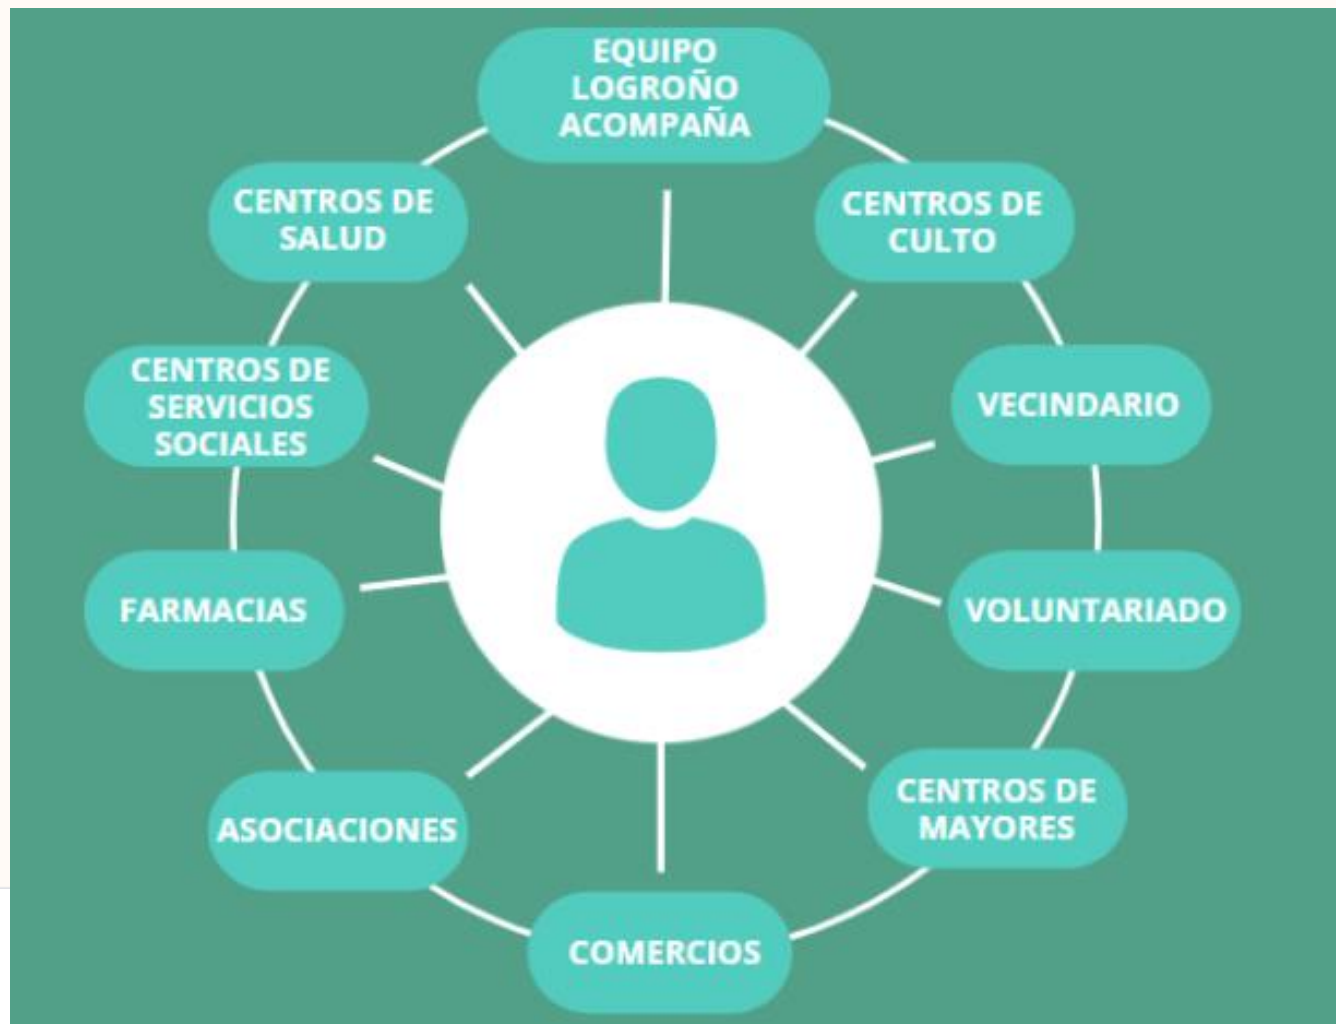 EQUIPO
LOGROÑO
ACOMPAÑA
CENTROS DE
SALUD
CENTROS DE
CULTO
CENTROS DE
SERVICIOS
SOCIALES
VECINDARIO
FARMACIAS
VOLUNTARIADO
ASOCIACIONES
CENTROS DE
MAYORES
COMERCIOS